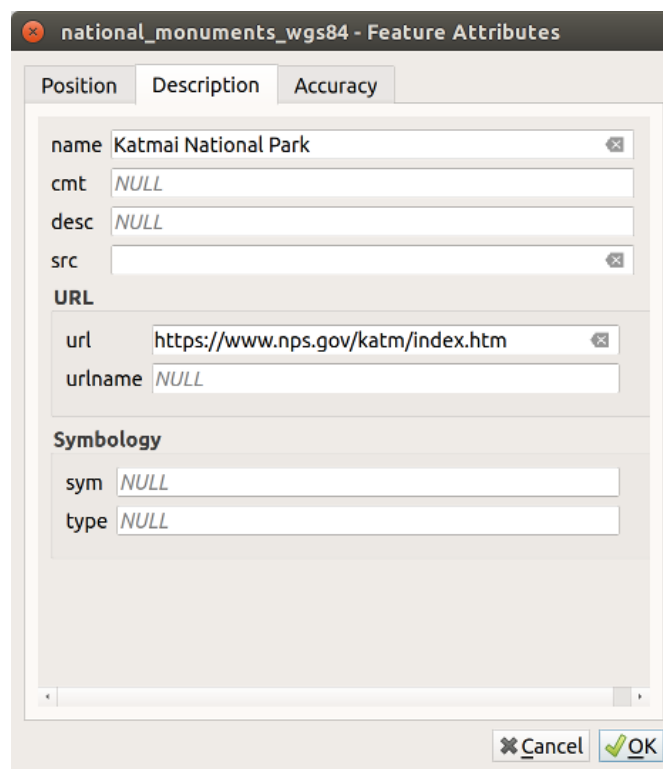 national_monuments_wgs84 - Feature Attributes
Position Description Accuracy
name Katmai National Park
cmt NULL
desc NULL
src
URL
url https://www.nps.gov/katm/index.htm
urlname NULL
Symbology
sym NULL
type NULL
Cancel OK